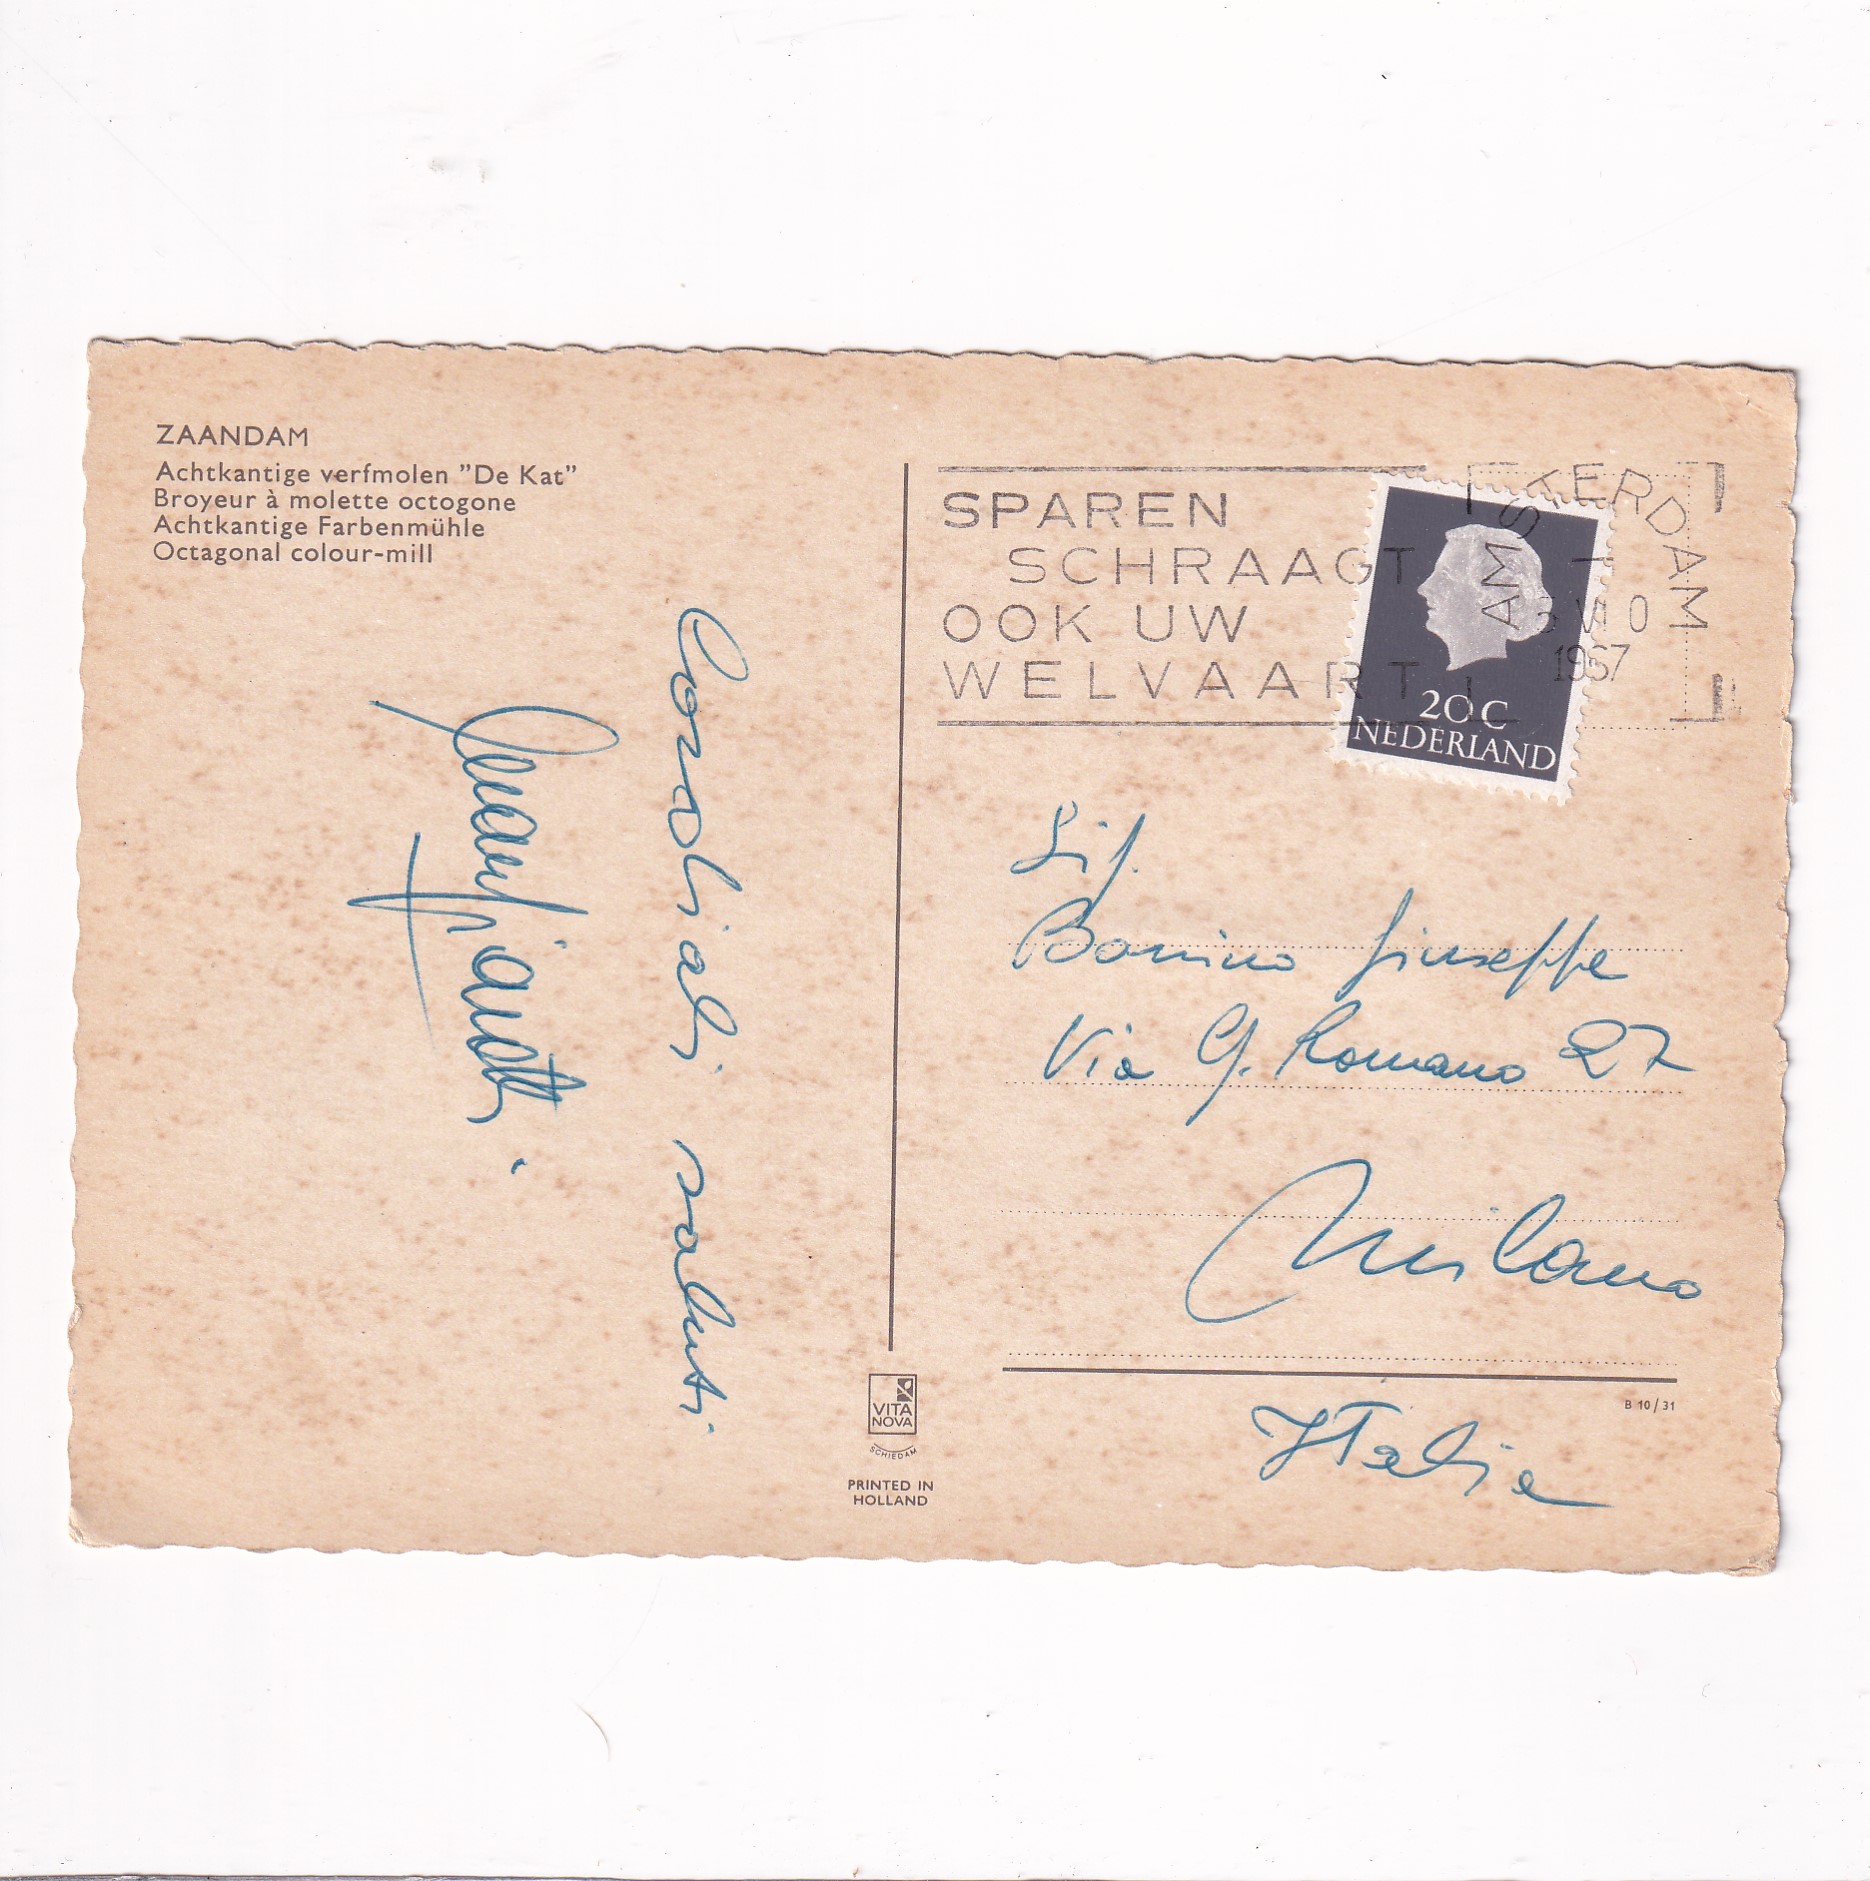 ZAANDAM
Achtkantige verfmolen "De Kat"
Broyeur à molette octogone
Achtkantige Farbenmühle
Octagonal colour-mill
Cordiali saluti
SPAREN
SCHRAAGT
OOK UW
WELVAART
AMSTERDAM
1967
20 C
NEDERLAND
Sig.
Bonino Giuseppe
Via G. Romano 27
Milano
Italia
B 10/31
VITA
NOVA
SCHIEDAM
PRINTED IN
HOLLAND